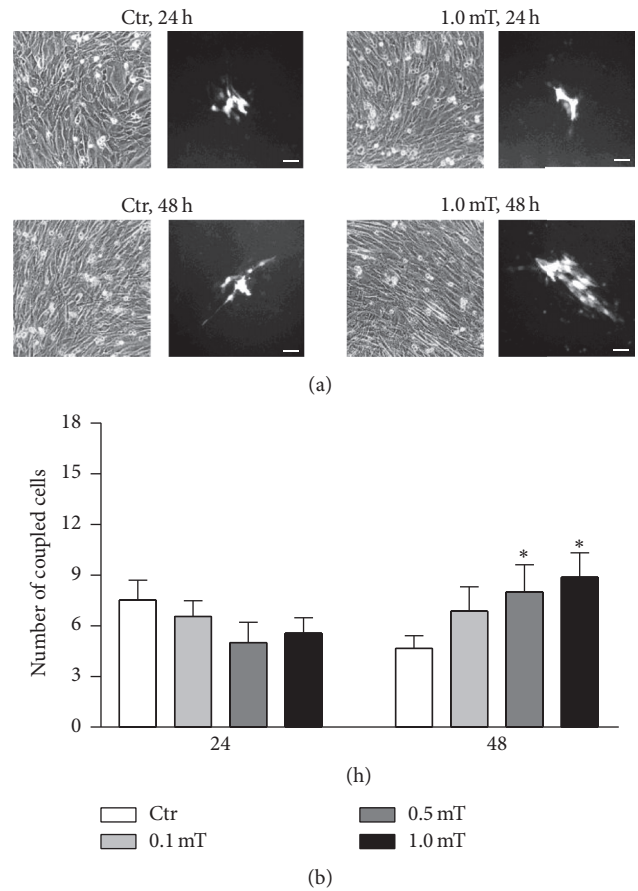 Ctr, 24 h
1.0 mT, 24 h
Ctr, 48 h
1.0 mT, 48 h
(a)
Number of coupled cells
18
15
12
9
6
3
0
* *
24 48
(h)
Ctr
0.1 mT
0.5 mT
1.0 mT
(b)